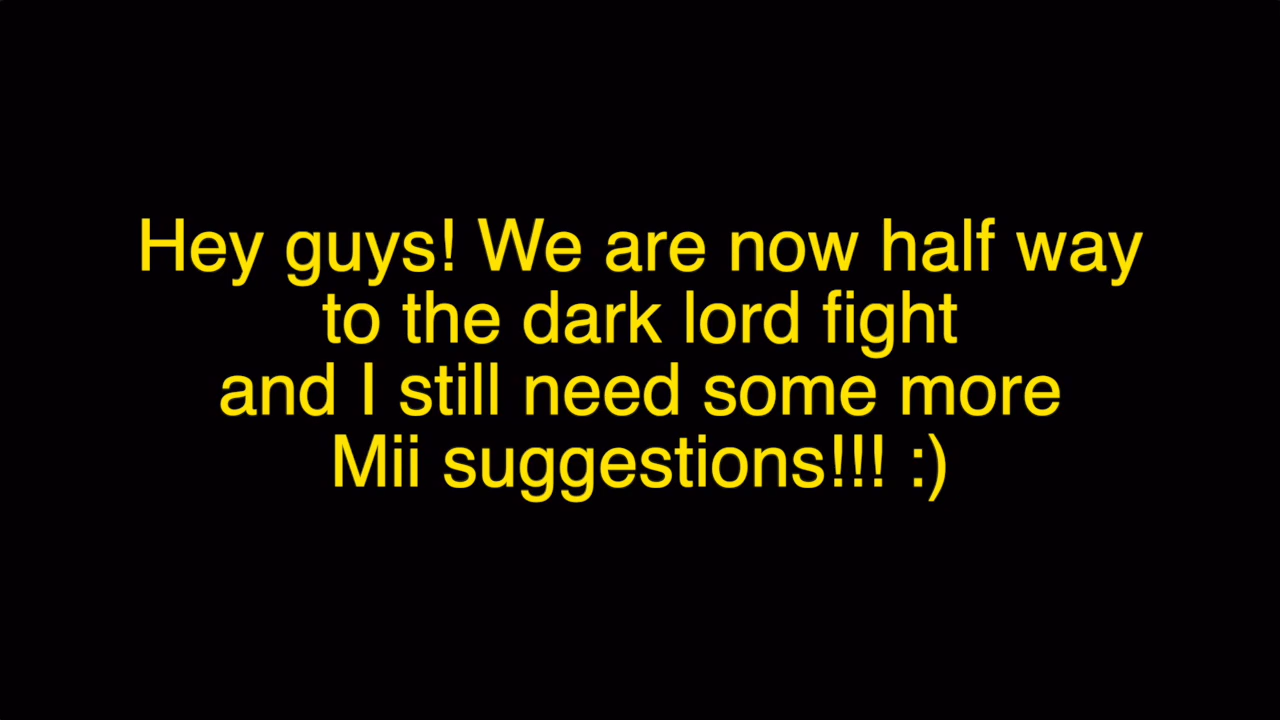 Hey guys! We are now half way
to the dark lord fight
and I still need some more
Mii suggestions!!! :)